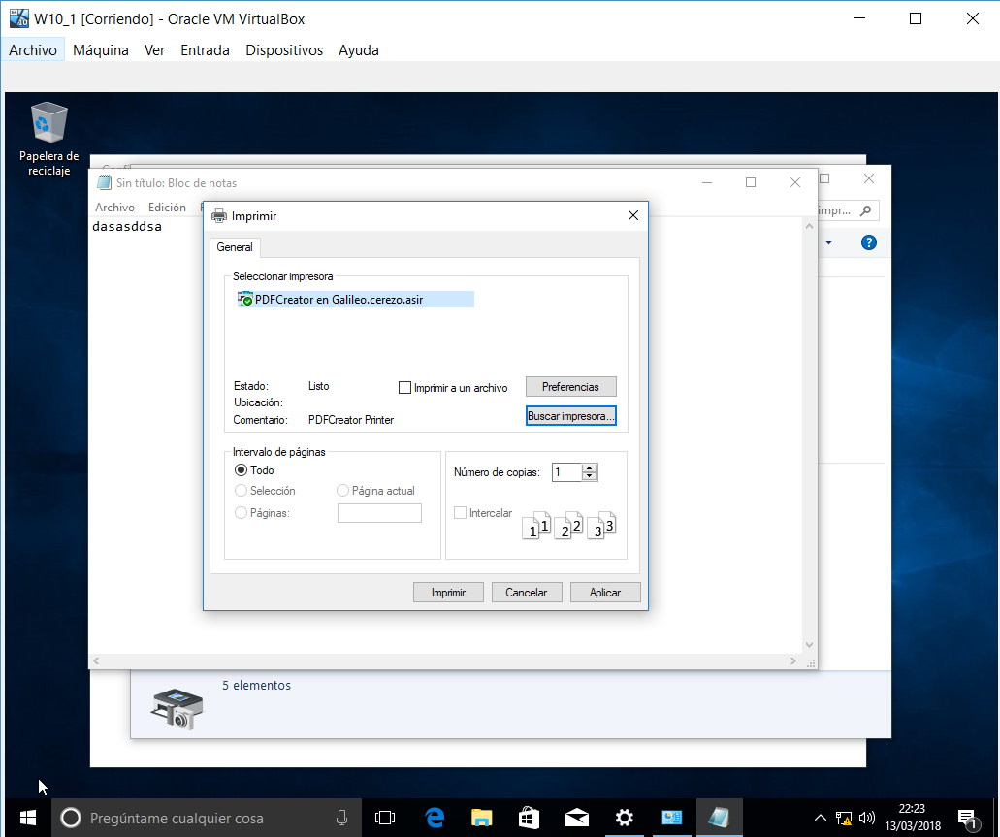 W10_1 [Corriendo] - Oracle VM VirtualBox
Archivo Máquina Ver Entrada Dispositivos Ayuda
Papelera de
reciclaje
Sin título: Bloc de notas
Archivo Edición
impr...
dasasddsa
Imprimir
General
Seleccionar impresora
PDFCreator en Galileo.cerezo.asir
Estado: Listo
Imprimir a un archivo
Preferencias
Ubicación:
Buscar impresora...
Comentario: PDFCreator Printer
Intervalo de páginas
Todo
Selección
Página actual
Páginas:
Número de copias: 1
Intercalar
1 1 2 2 3 3
Imprimir Cancelar Aplicar
5 elementos
Pregúntame cualquier cosa
22:23
13/03/2018
1